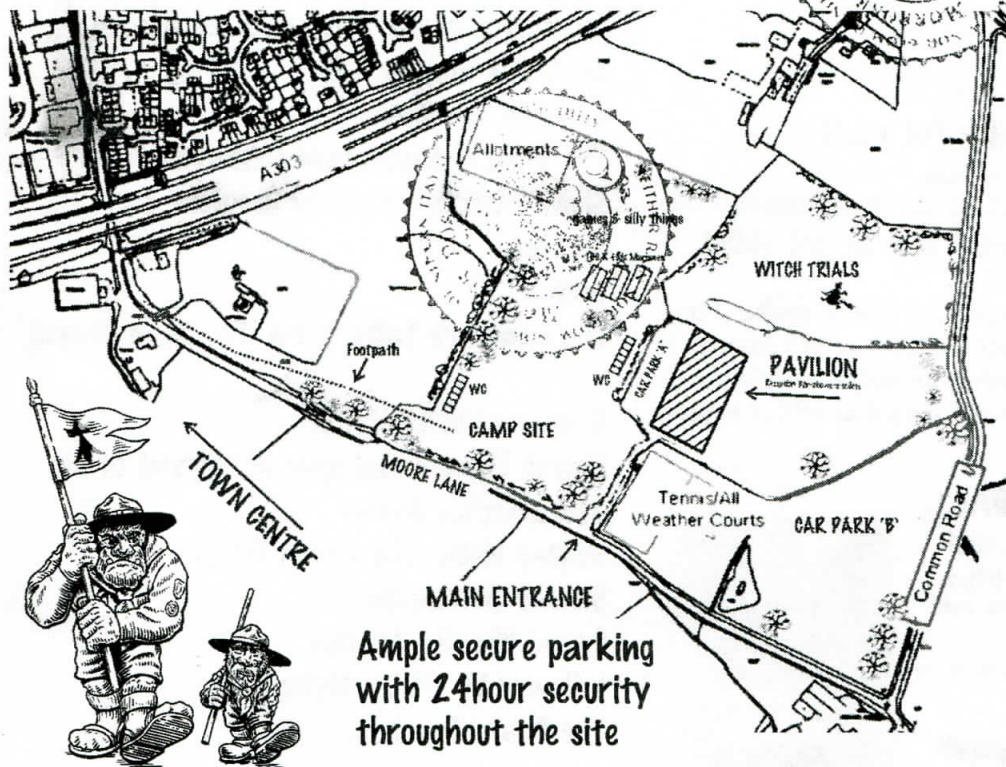 A303
Allotments
games & silly things
WITCH TRIALS
Footpath
WC
WC
CAR PARK 'A'
PAVILION
CAMP SITE
MOORE LANE
TOWN CENTRE
Tennis/All
Weather Courts
CAR PARK 'B'
Common Road
MAIN ENTRANCE
Ample secure parking
with 24hour security
throughout the site